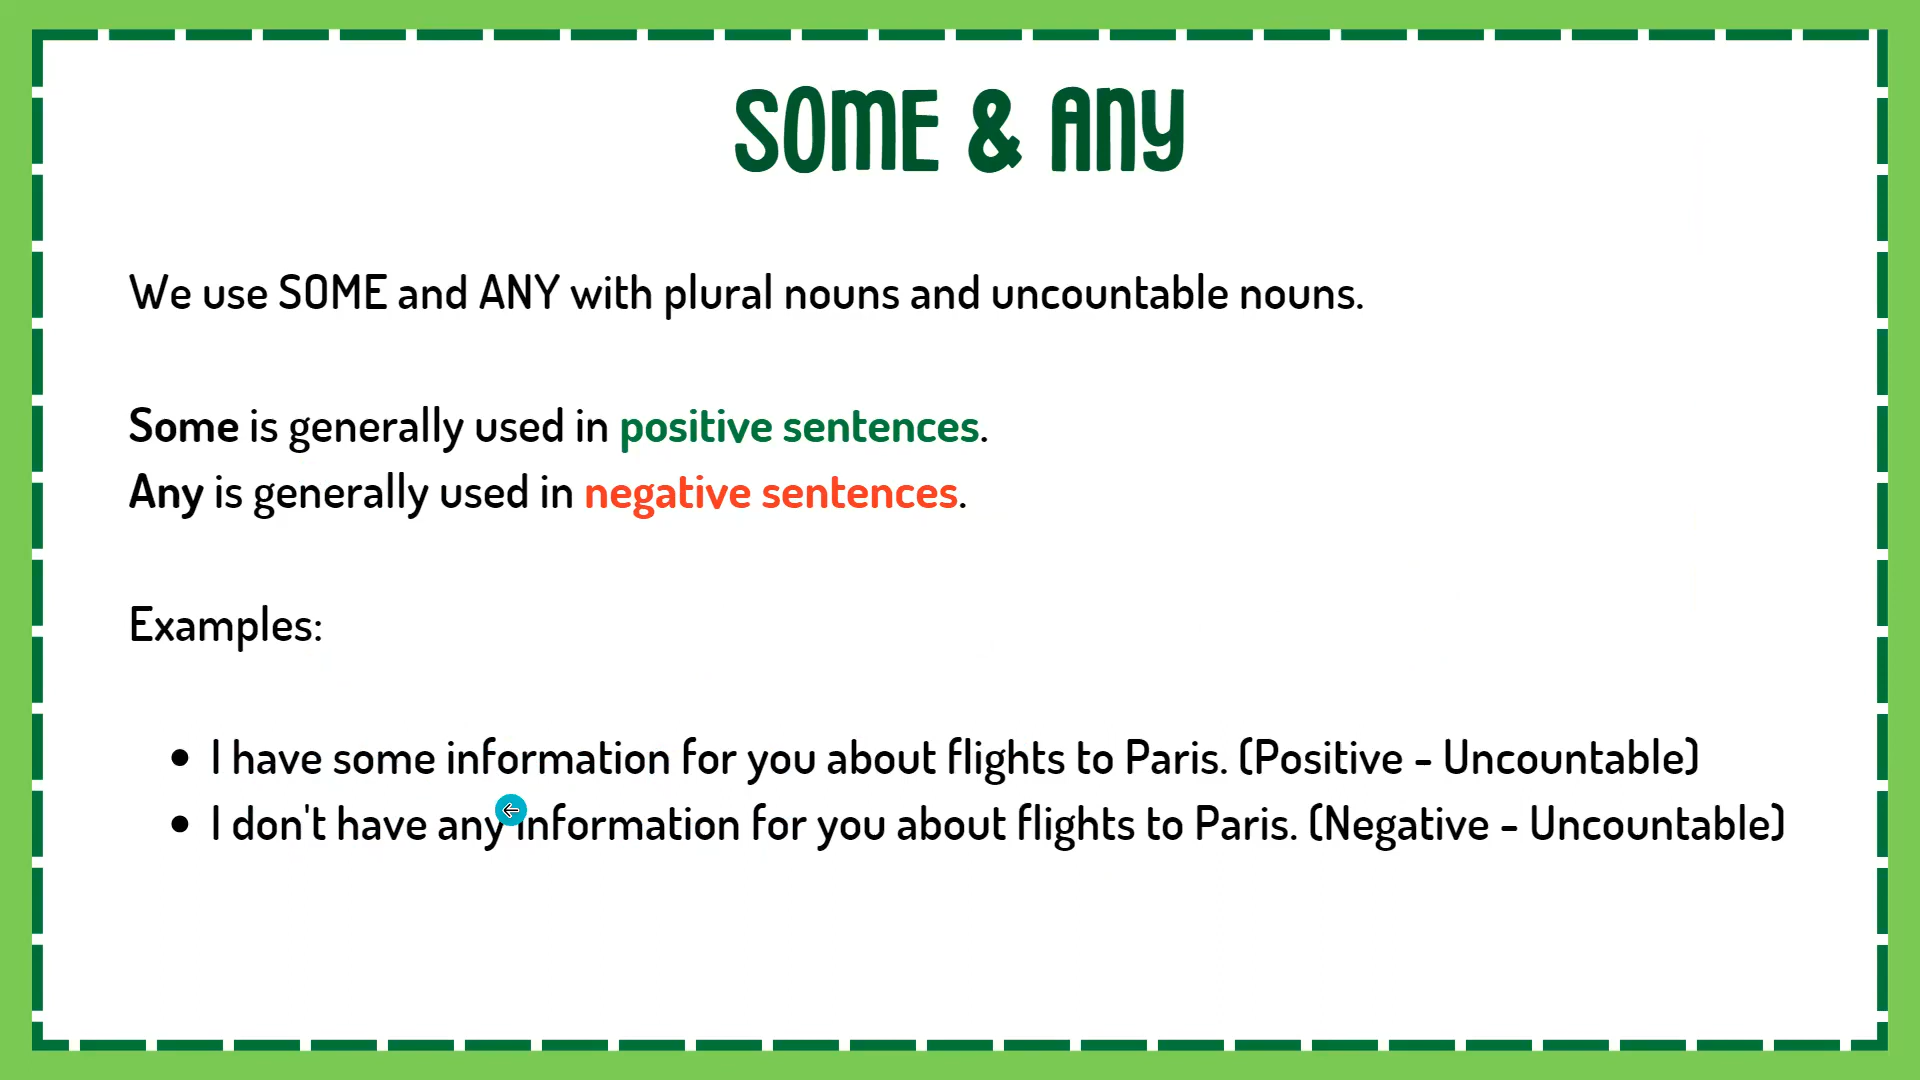 SOME & ANY
We use SOME and ANY with plural nouns and uncountable nouns.
Some is generally used in positive sentences.
Any is generally used in negative sentences.
Examples:
• I have some information for you about flights to Paris. (Positive - Uncountable)
• I don't have any information for you about flights to Paris. (Negative - Uncountable)